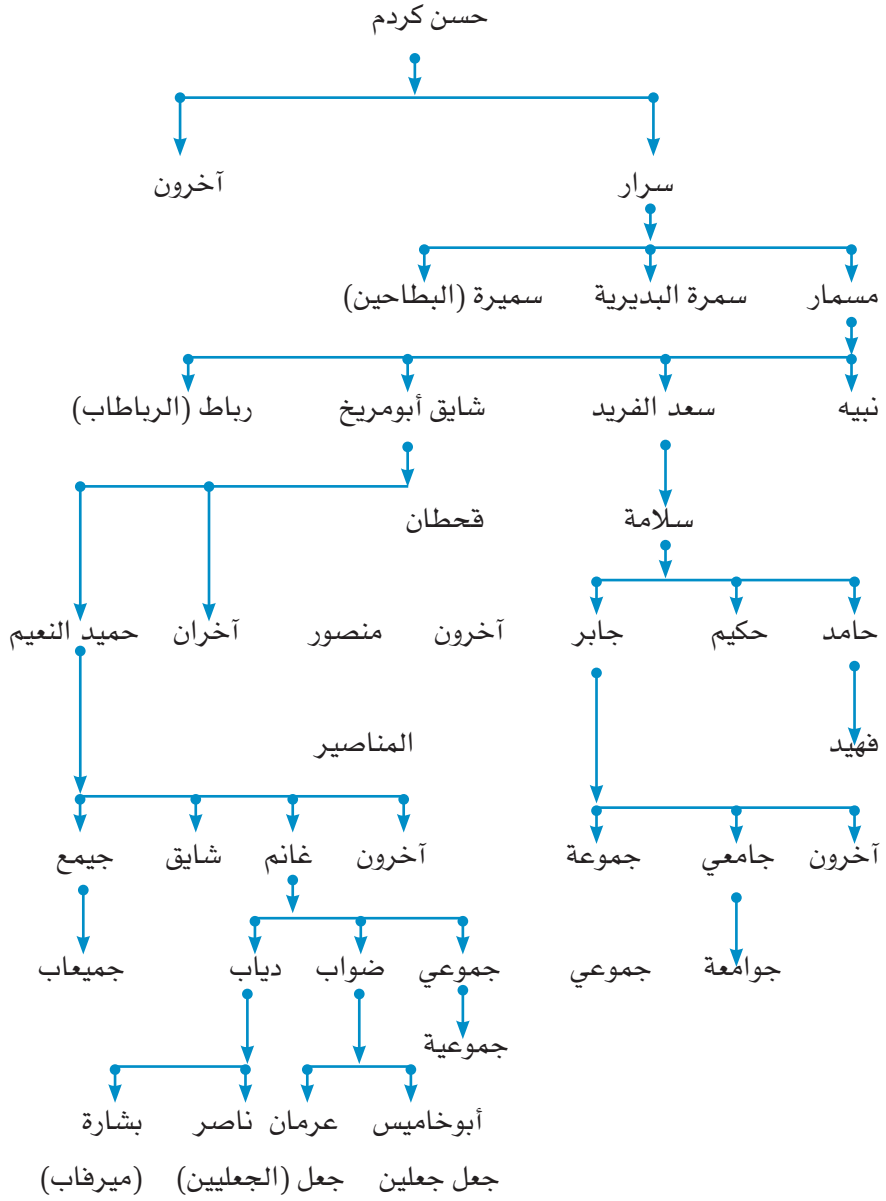 حسن كردم
سرار آخرون
مسمار سمرة البديرية سميرة (البطاحين)
نبيه سعد الفريد شايق أبومريخ رباط (الرباطاب)
سلامة قحطان
حامد حكيم جابر آخرون منصور آخران حميد النعيم
فهيد المناصير
آخرون جامعي جموعة آخرون غانم شايق جيمع
جوامعة جموعي جموعي ضواب دياب جميعاب
جموعية
أبوخاميس عرمان ناصر بشارة
جعل جعلين جعل (الجعليين) (ميرفاب)